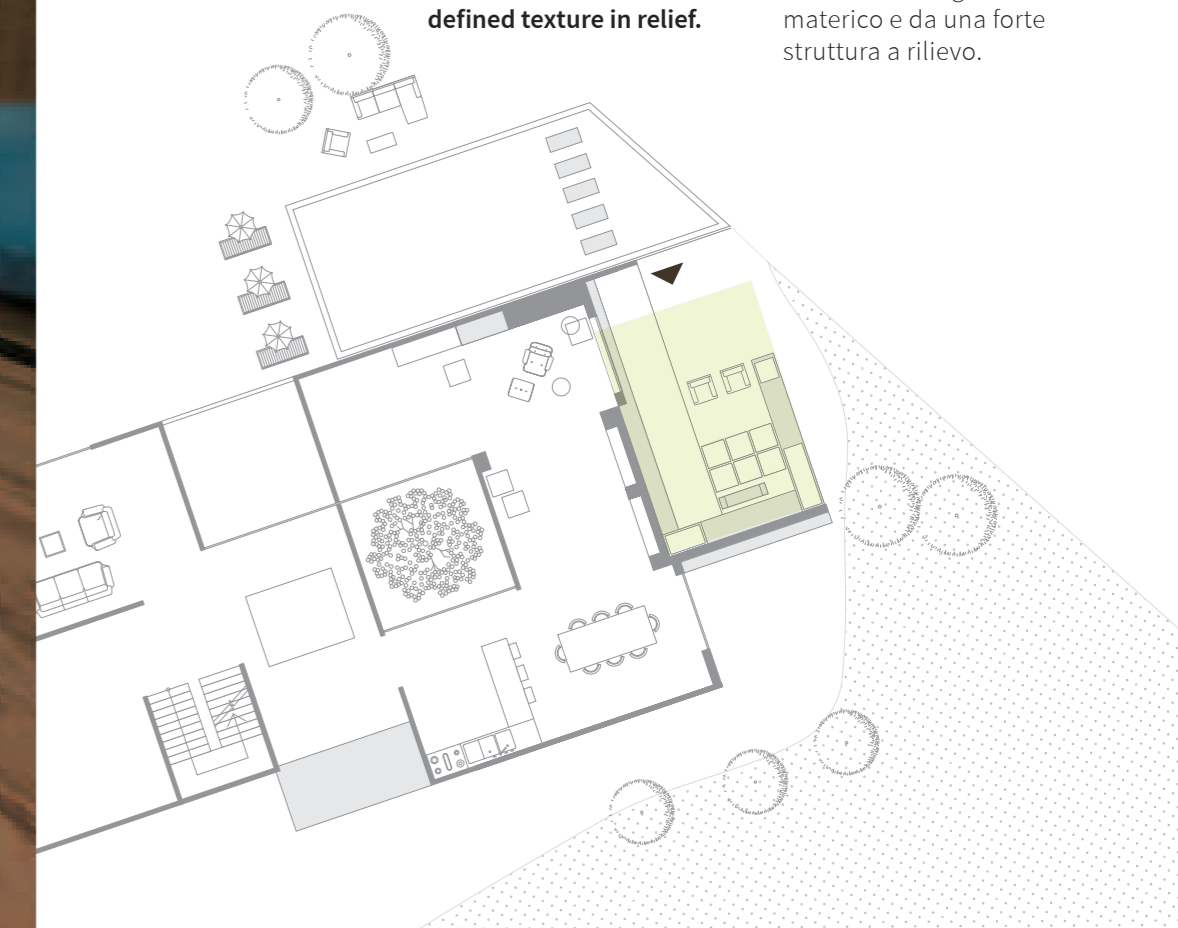 defined texture in relief.
materico e da una forte
struttura a rilievo.